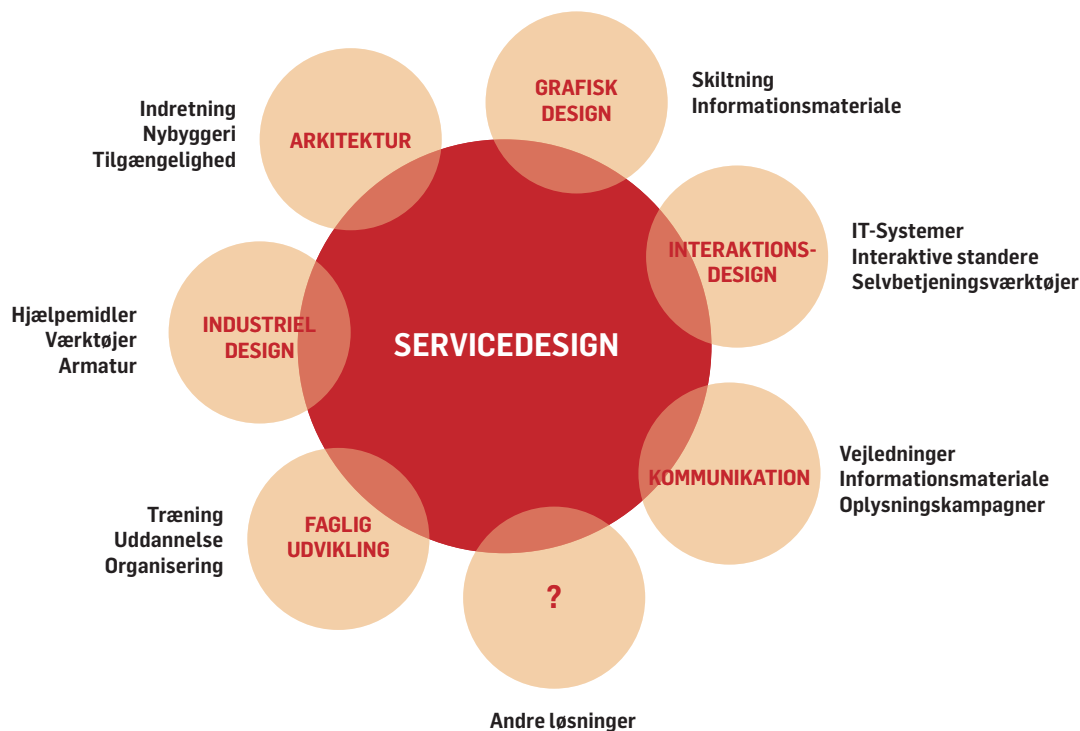 GRAFISK
DESIGN
Skiltning
Informationsmateriale
Indretning
Nybyggeri
Tilgængelighed
ARKITEKTUR
INTERAKTIONS-
DESIGN
IT-Systemer
Interaktive standere
Selvbetjeningsværktøjer
Hjælpemidler
Værktøjer
Armatur
INDUSTRIEL
DESIGN
SERVICEDESIGN
KOMMUNIKATION
Vejledninger
Informationsmateriale
Oplysningskampagner
Træning
Uddannelse
Organisering
FAGLIG
UDVIKLING
?
Andre løsninger